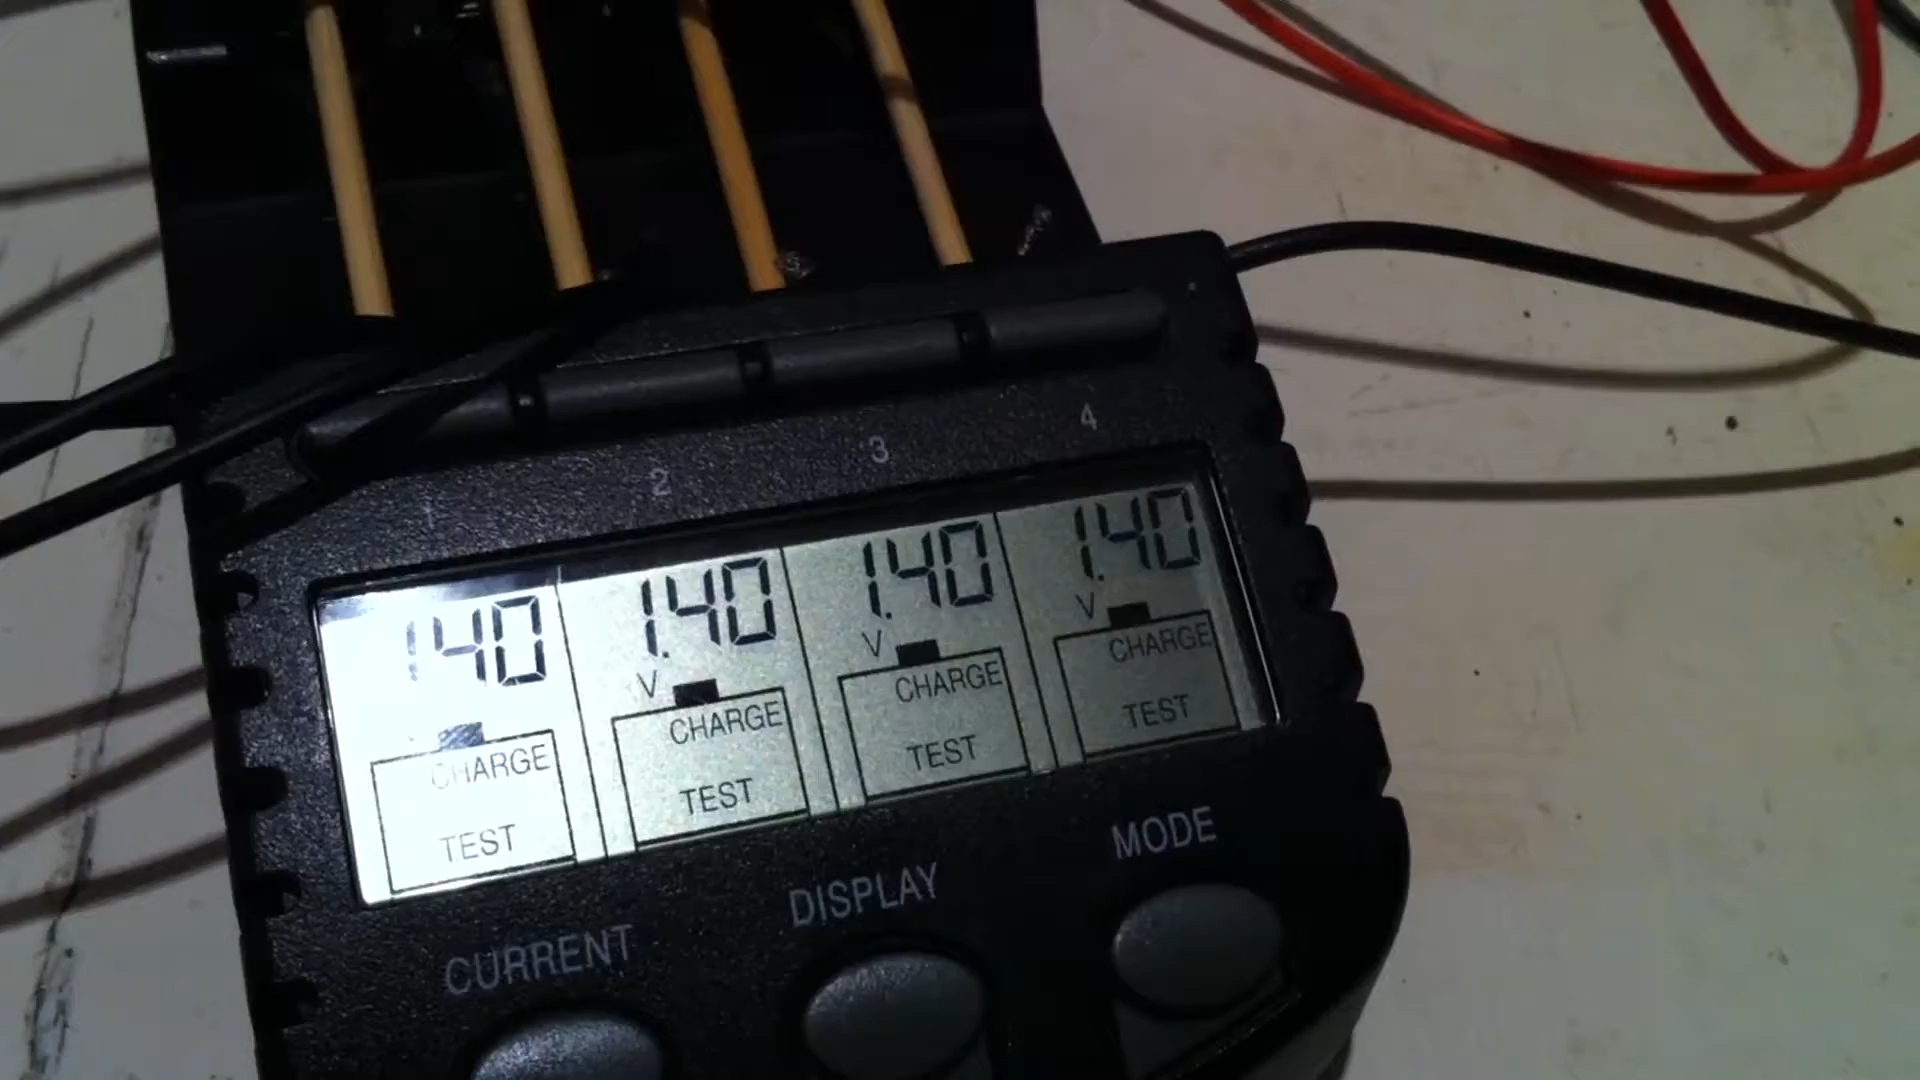 1 2 3 4
1.40 1.40 1.40 1.40
V V V
CHARGE CHARGE CHARGE CHARGE
TEST TEST TEST TEST
CURRENT DISPLAY MODE